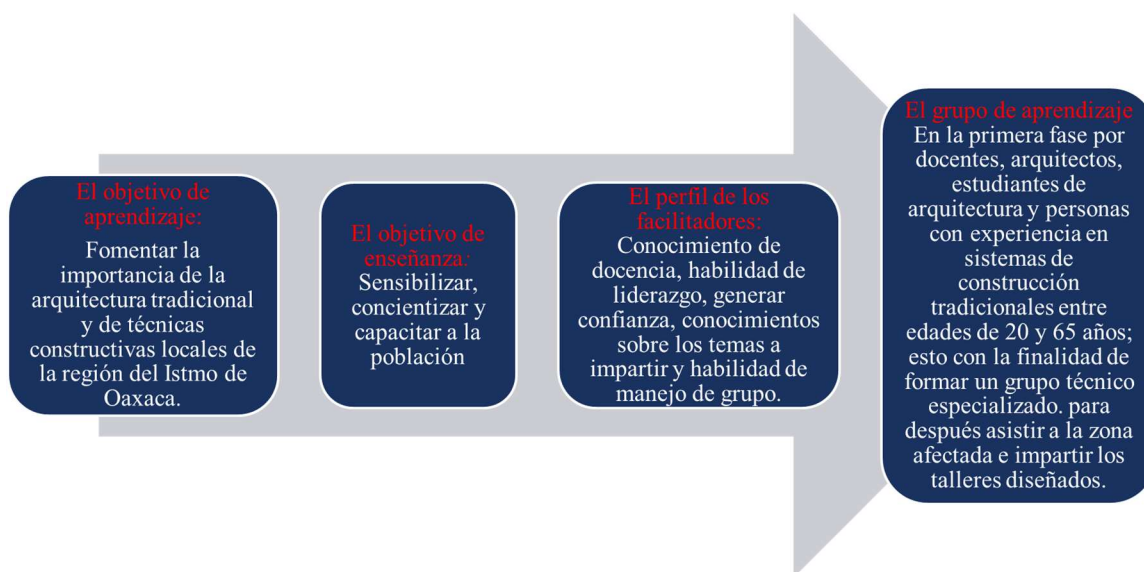 El objetivo de
aprendizaje:
Fomentar la
importancia de la
arquitectura tradicional
y de técnicas
constructivas locales de
la región del Istmo de
Oaxaca.
El objetivo de
enseñanza:
Sensibilizar,
concientizar y
capacitar a la
población
El perfil de los
facilitadores:
Conocimiento de
docencia, habilidad de
liderazgo, generar
confianza, conocimientos
sobre los temas a
impartir y habilidad de
manejo de grupo.
El grupo de aprendizaje
En la primera fase por
docentes, arquitectos,
estudiantes de
arquitectura y personas
con experiencia en
sistemas de
construcción
tradicionales entre
edades de 20 y 65 años;
esto con la finalidad de
formar un grupo técnico
especializado. para
después asistir a la zona
afectada e impartir los
talleres diseñados.